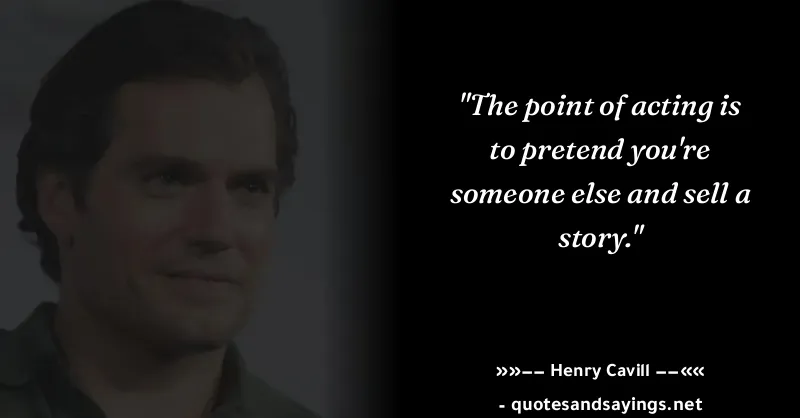 "The point of acting is
to pretend you're
someone else and sell a
story."
»»−− Henry Cavill −−««
- quotesandsayings.net